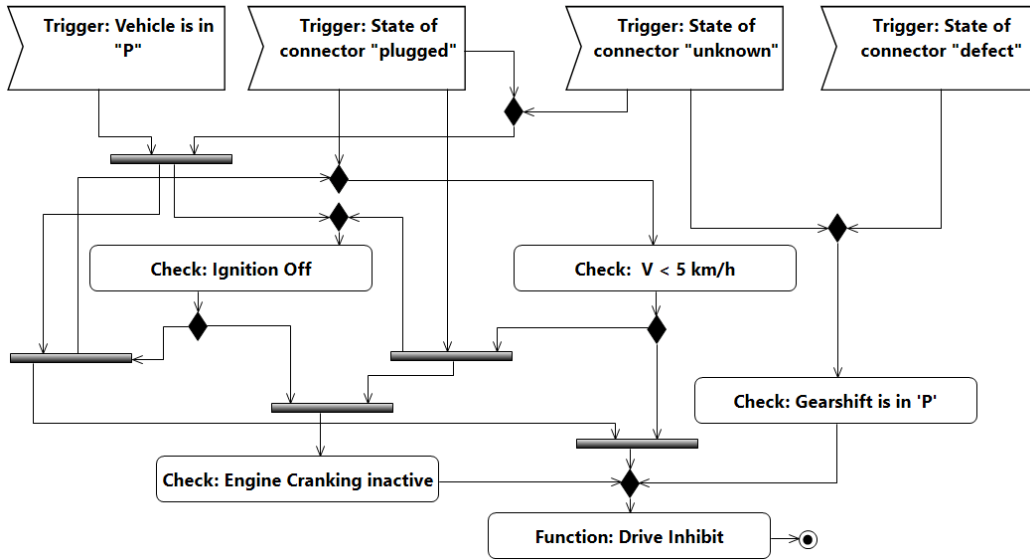 Trigger: Vehicle is in
"P"
Trigger: State of
connector "plugged"
Trigger: State of
connector "unknown"
Trigger: State of
connector "defect"
Check: Ignition Off
Check:  V < 5 km/h
Check: Gearshift is in 'P'
Check: Engine Cranking inactive
Function: Drive Inhibit